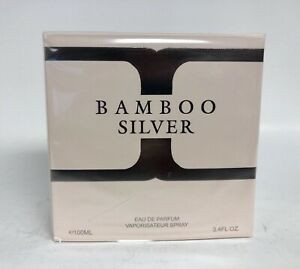 BAMBOO
SILVER
EAU DE PARFUM
VAPORISATEUR SPRAY
℮100ML
3.4FL OZ